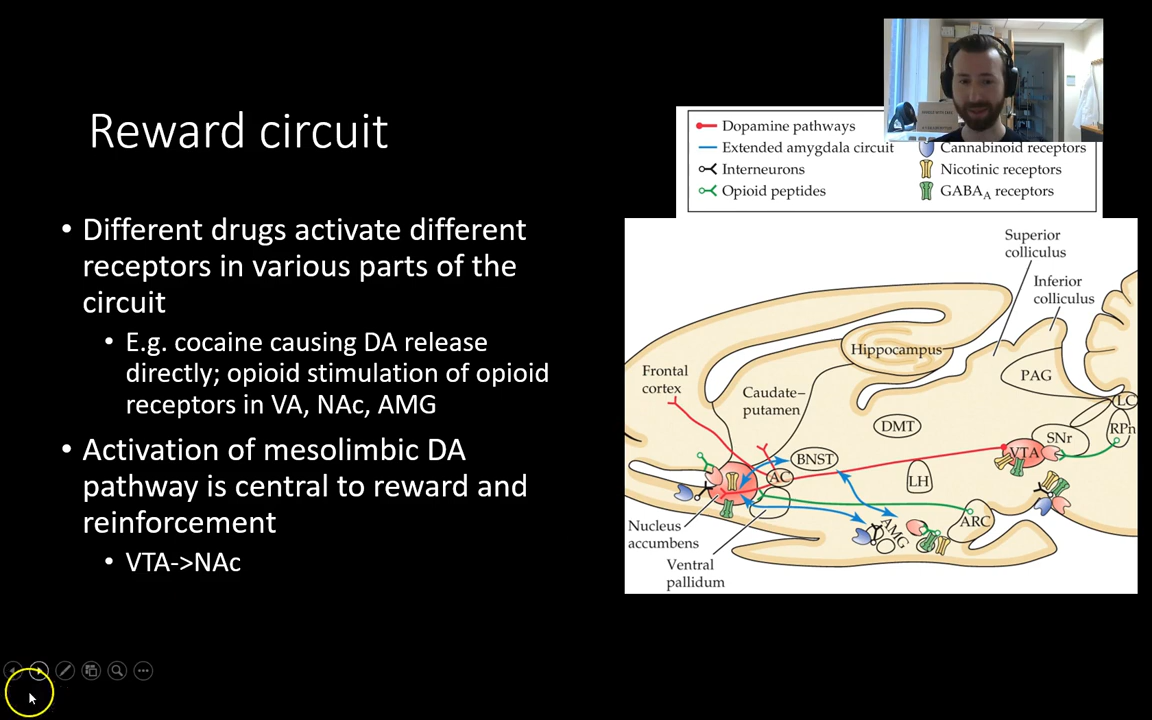 Reward circuit
• Different drugs activate different
receptors in various parts of the
circuit
• E.g. cocaine causing DA release
directly; opioid stimulation of opioid
receptors in VA, NAc, AMG
• Activation of mesolimbic DA
pathway is central to reward and
reinforcement
• VTA->NAc
Dopamine pathways
Extended amygdala circuit
Interneurons
Opioid peptides
Cannabinoid receptors
Nicotinic receptors
GABAA receptors
Superior
colliculus
Inferior
colliculus
Hippocampus
PAG
Frontal
cortex
Caudate–
putamen
LC
DMT
RPn
SNr
VTA
BNST
AC
LH
ARC
AMG
Nucleus
accumbens
Ventral
pallidum